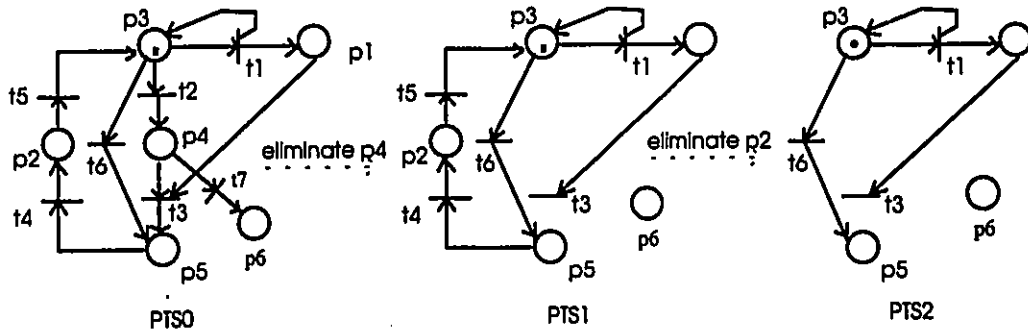 p3
p1
t1
t5
t2
p2
t6
p4
t7
t4
t3
p5
p6
PTS0
eliminate p4
p3
t1
t5
p2
t6
t4
t3
p6
p5
PTS1
eliminate p2
p3
t1
t6
t3
p6
p5
PTS2